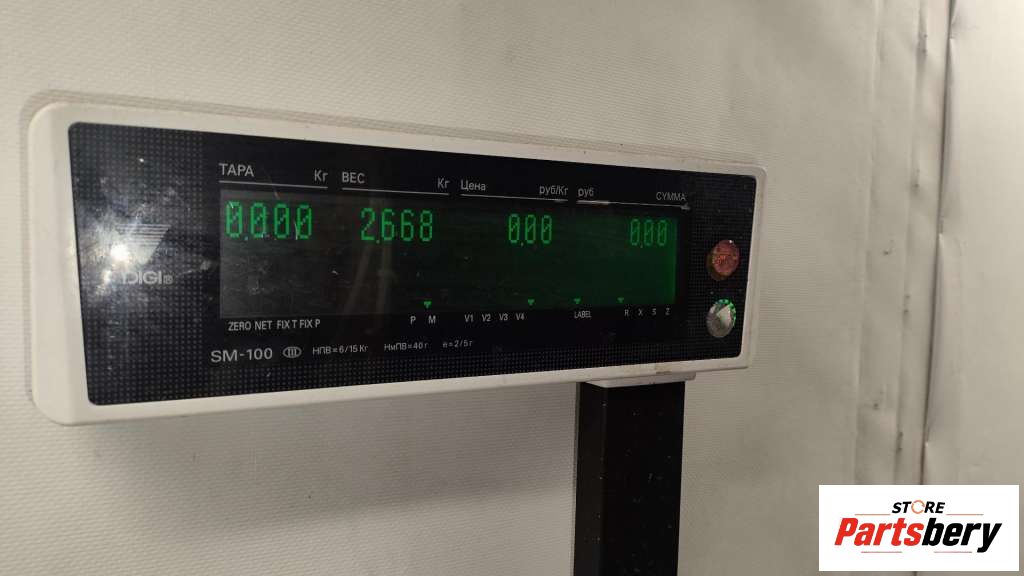 ТАРА Кг ВЕС Кг Цена руб/Кг руб СУММА
0.000 2.668 0.00 0.00
DIGI®
ZERO NET FIX T FIX P P M V1 V2 V3 V4 LABEL R X S Z
SM-100 III НПВ=6/15Кг НмПВ=40г е=2/5г
STORE
Partsbery